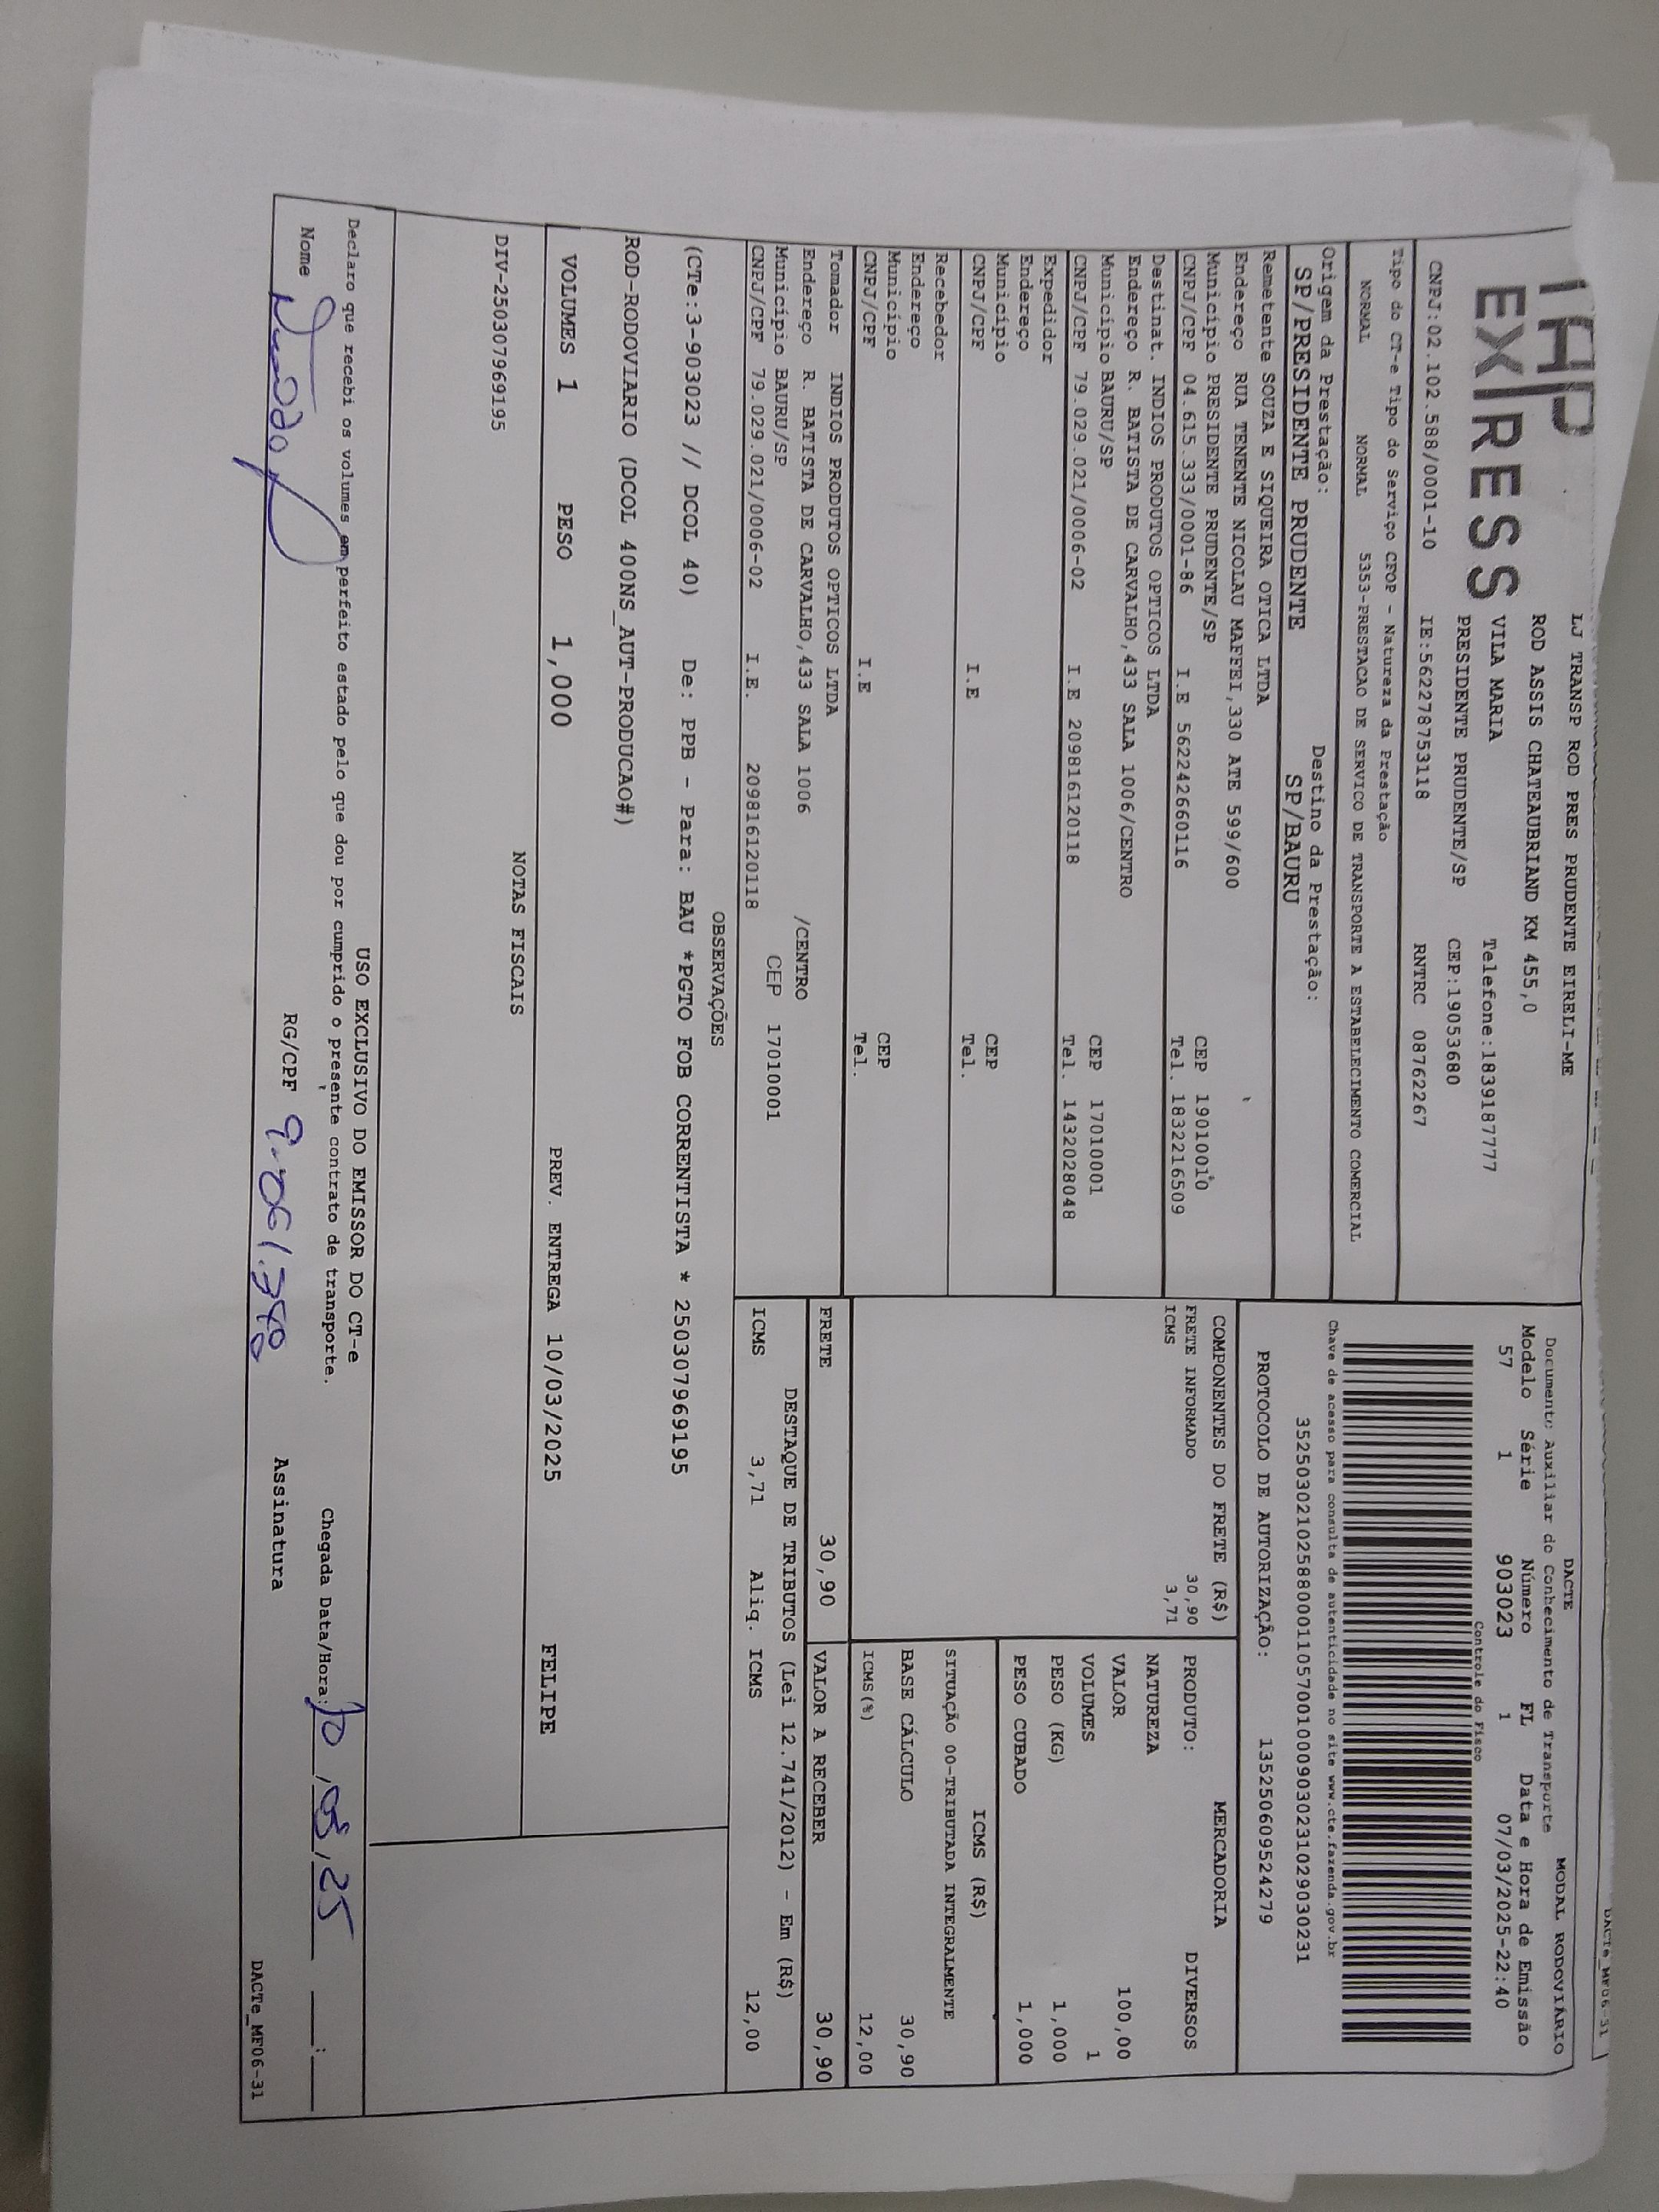 DACTe_MF06-31
EXPRESS
LJ TRANSP ROD PRES PRUDENTE EIRELI-ME
ROD ASSIS CHATEAUBRIAND KM 455,0
VILA MARIA Telefone:1839187777
PRESIDENTE PRUDENTE/SP CEP:19053680
CNPJ:02.102.588/0001-10 IE:562278753118 RNTRC 08762267
DACTE MODAL RODOVIÁRIO
Documento Auxiliar do Conhecimento de Transporte
Modelo Série Número FL Data e Hora de Emissão
57 1 903023 1 07/03/2025-22:40
Controle do Fisco
Tipo do CT-e Tipo do Serviço CFOP - Natureza da Prestação
NORMAL NORMAL 5353-PRESTACAO DE SERVICO DE TRANSPORTE A ESTABELECIMENTO COMERCIAL
Chave de acesso para consulta de autenticidade no site www.cte.fazenda.gov.br
35250302102588000110570010009030231029030231
Origem da Prestação: Destino da Prestação:
SP/PRESIDENTE PRUDENTE SP/BAURU
PROTOCOLO DE AUTORIZAÇÃO: 135250609524279
Remetente SOUZA E SIQUEIRA OTICA LTDA
Endereço RUA TENENTE NICOLAU MAFFEI,330 ATE 599/600
Município PRESIDENTE PRUDENTE/SP CEP 19010010
CNPJ/CPF 04.615.333/0001-86 I.E 562242660116 Tel. 1832216509
Destinat. INDIOS PRODUTOS OPTICOS LTDA
Endereço R. BATISTA DE CARVALHO,433 SALA 1006/CENTRO
Município BAURU/SP CEP 17010001
CNPJ/CPF 79.029.021/0006-02 I.E 209816120118 Tel. 1432028048
Expedidor
Endereço
Município CEP
CNPJ/CPF I.E Tel.
Recebedor
Endereço
Município CEP
CNPJ/CPF I.E Tel.
Tomador INDIOS PRODUTOS OPTICOS LTDA
Endereço R. BATISTA DE CARVALHO,433 SALA 1006 /CENTRO
Município BAURU/SP CEP 17010001
CNPJ/CPF 79.029.021/0006-02 I.E. 209816120118
COMPONENTES DO FRETE (R$)
FRETE INFORMADO 30,90
ICMS 3,71
MERCADORIA
PRODUTO: DIVERSOS
NATUREZA
VALOR 100,00
VOLUMES 1
PESO (KG) 1,000
PESO CUBADO 1,000
ICMS (R$)
SITUAÇÃO 00-TRIBUTADA INTEGRALMENTE
BASE CÁLCULO 30,90
ICMS(%) 12,00
FRETE 30,90 VALOR A RECEBER 30,90
DESTAQUE DE TRIBUTOS (Lei 12.741/2012) - Em (R$)
ICMS 3,71 Aliq. ICMS 12,00
OBSERVAÇÕES
(CTe:3-903023 // DCOL 40) De: PPB - Para: BAU *PGTO FOB CORRENTISTA * 250307969195
ROD-RODOVIARIO (DCOL 400NS_AUT-PRODUCAO#)
VOLUMES 1 PESO 1,000 PREV. ENTREGA 10/03/2025 FELIPE
NOTAS FISCAIS
DIV-250307969195
USO EXCLUSIVO DO EMISSOR DO CT-e
Declaro que recebi os volumes em perfeito estado pelo que dou por cumprido o presente contrato de transporte. Chegada Data/Hora:
Nome RG/CPF Assinatura
DACTe_MF06-31